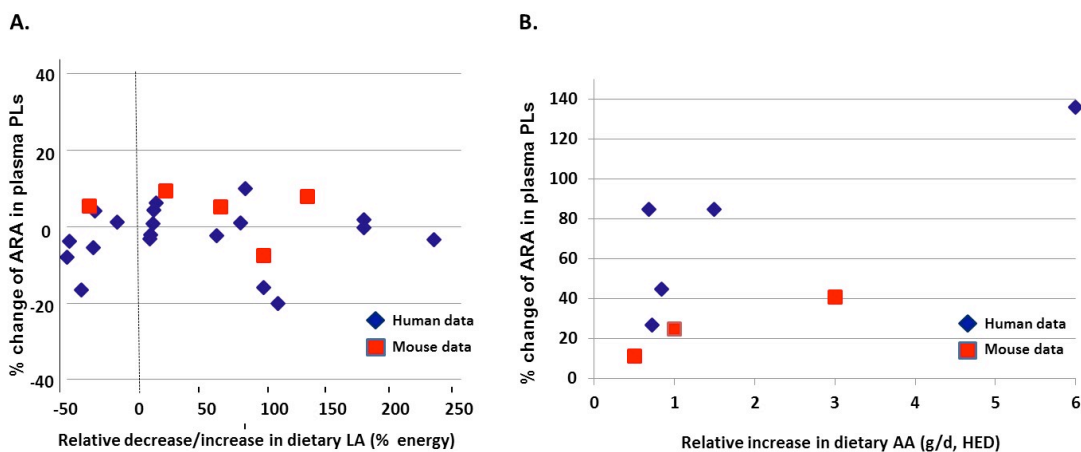 A.
% change of ARA in plasma PLs
40
20
0
-20
-40
Human data
Mouse data
-50 0 50 100 150 200 250
Relative decrease/increase in dietary LA (% energy)
B.
% change of ARA in plasma PLs
140
120
100
80
60
40
20
0
Human data
Mouse data
0 1 2 3 4 5 6
Relative increase in dietary AA (g/d, HED)